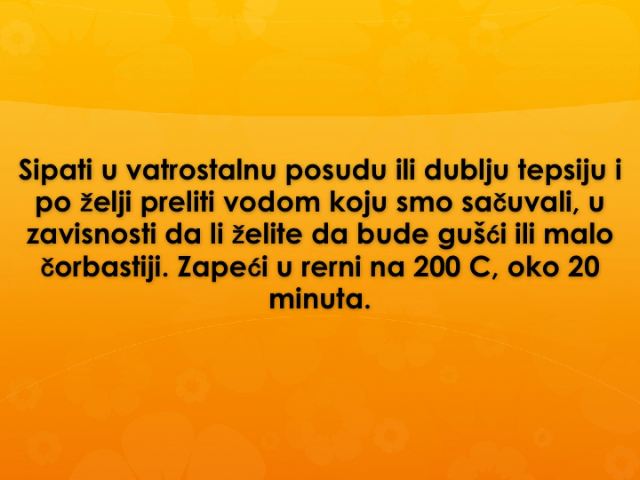 Sipati u vatrostalnu posudu ili dublju tepsiju i
po želji preliti vodom koju smo sačuvali, u
zavisnosti da li želite da bude gušći ili malo
čorbastiji. Zapeći u rerni na 200 C, oko 20
minuta.